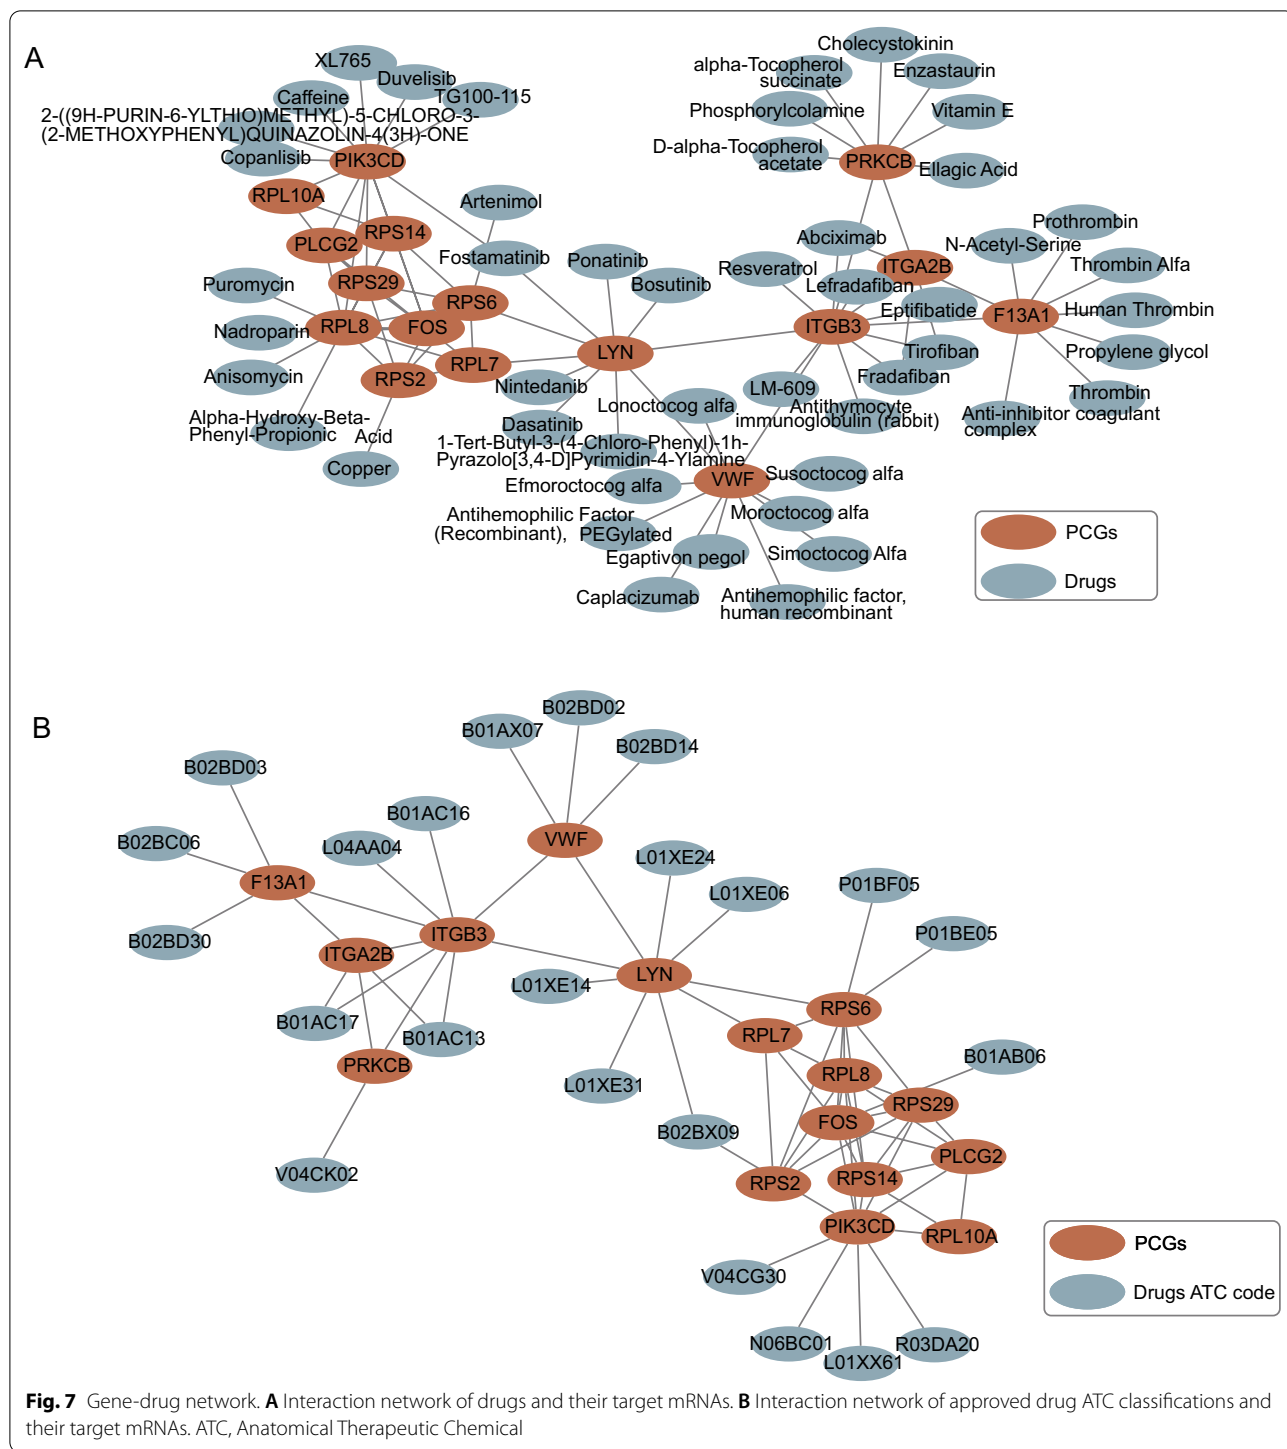 A
Cholecystokinin
XL765
alpha-Tocopherol
succinate
Enzastaurin
Duvelisib
Caffeine
TG100-115
Phosphorylcolamine
Vitamin E
2-((9H-PURIN-6-YLTHIO)METHYL)-5-CHLORO-3-
(2-METHOXYPHENYL)QUINAZOLIN-4(3H)-ONE
D-alpha-Tocopherol
acetate
Copanlisib
PIK3CD
PRKCB
Ellagic Acid
RPL10A
Artenimol
Prothrombin
PLCG2
RPS14
Abciximab
N-Acetyl-Serine
Fostamatinib
Ponatinib
Resveratrol
ITGA2B
Thrombin Alfa
Puromycin
RPS29
Bosutinib
Lefradafiban
RPS6
Eptifibatide
Human Thrombin
Nadroparin
RPL8
FOS
ITGB3
F13A1
LYN
Tirofiban
Propylene glycol
Anisomycin
RPS2
RPL7
Fradafiban
Nintedanib
LM-609
Thrombin
Lonoctocog alfa
Antithymocyte
immunoglobulin (rabbit)
Anti-inhibitor coagulant
complex
Alpha-Hydroxy-Beta-
Phenyl-Propionic
Acid
Dasatinib
1-Tert-Butyl-3-(4-Chloro-Phenyl)-1h-
Pyrazolo[3,4-D]Pyrimidin-4-Ylamine
Copper
VWF
Susoctocog alfa
Efmoroctocog alfa
Antihemophilic Factor
(Recombinant),
PEGylated
Moroctocog alfa
Egaptivon pegol
Simoctocog Alfa
Caplacizumab
Antihemophilic factor,
human recombinant
PCGs
Drugs
B
B02BD02
B01AX07
B02BD14
B02BD03
B01AC16
B02BC06
L04AA04
VWF
L01XE24
F13A1
P01BF05
L01XE06
B02BD30
ITGB3
P01BE05
ITGA2B
LYN
L01XE14
RPS6
B01AC17
B01AC13
RPL7
PRKCB
RPL8
B01AB06
L01XE31
RPS29
FOS
B02BX09
PLCG2
V04CK02
RPS2
RPS14
PIK3CD
RPL10A
V04CG30
N06BC01
R03DA20
L01XX61
PCGs
Drugs ATC code
Fig. 7 Gene-drug network. A Interaction network of drugs and their target mRNAs. B Interaction network of approved drug ATC classifications and
their target mRNAs. ATC, Anatomical Therapeutic Chemical